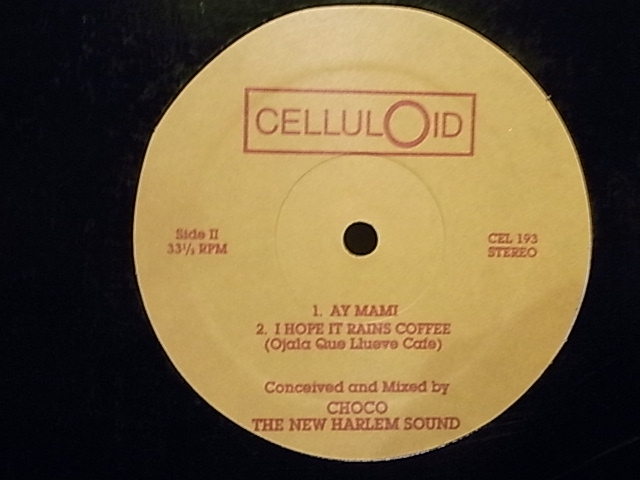 CELLULOID
Side II
33⅓ RPM
CEL 193
STEREO
1. AY MAMI
2. I HOPE IT RAINS COFFEE
(Ojala Que Llueve Cafe)
Conceived and Mixed by
CHOCO
THE NEW HARLEM SOUND